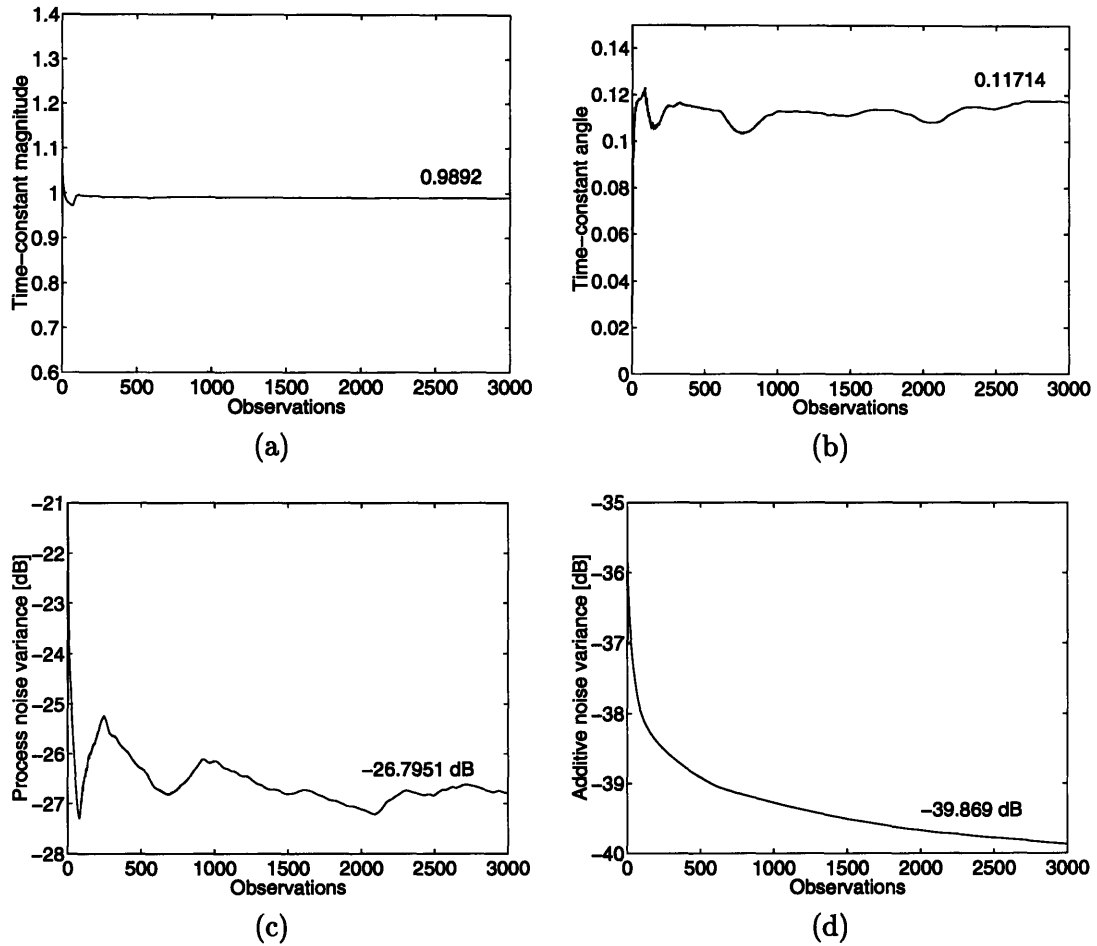 1.4
1.3
1.2
1.1
1
0.9
0.8
0.7
0.6
Time-constant magnitude
0.9892
0 500 1000 1500 2000 2500 3000
Observations
(a)
0.14
0.12
0.1
0.08
0.06
0.04
0.02
0
Time-constant angle
0.11714
0 500 1000 1500 2000 2500 3000
Observations
(b)
-21
-22
-23
-24
-25
-26
-27
-28
Process noise variance [dB]
-26.7951 dB
0 500 1000 1500 2000 2500 3000
Observations
(c)
-35
-36
-37
-38
-39
-40
Additive noise variance [dB]
-39.869 dB
0 500 1000 1500 2000 2500 3000
Observations
(d)